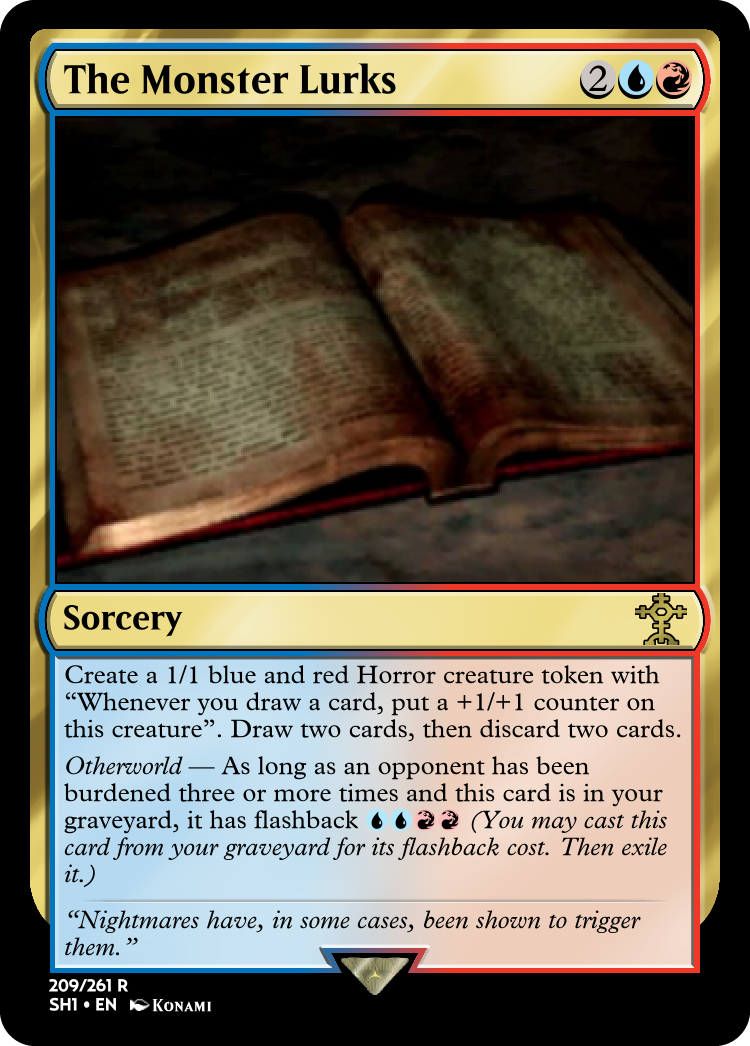 The Monster Lurks 2
Sorcery
Create a 1/1 blue and red Horror creature token with
“Whenever you draw a card, put a +1/+1 counter on
this creature”. Draw two cards, then discard two cards.
Otherworld — As long as an opponent has been
burdened three or more times and this card is in your
graveyard, it has flashback (You may cast this
card from your graveyard for its flashback cost. Then exile
it.)
“Nightmares have, in some cases, been shown to trigger
them.”
209/261 R
SH1 • EN KONAMI